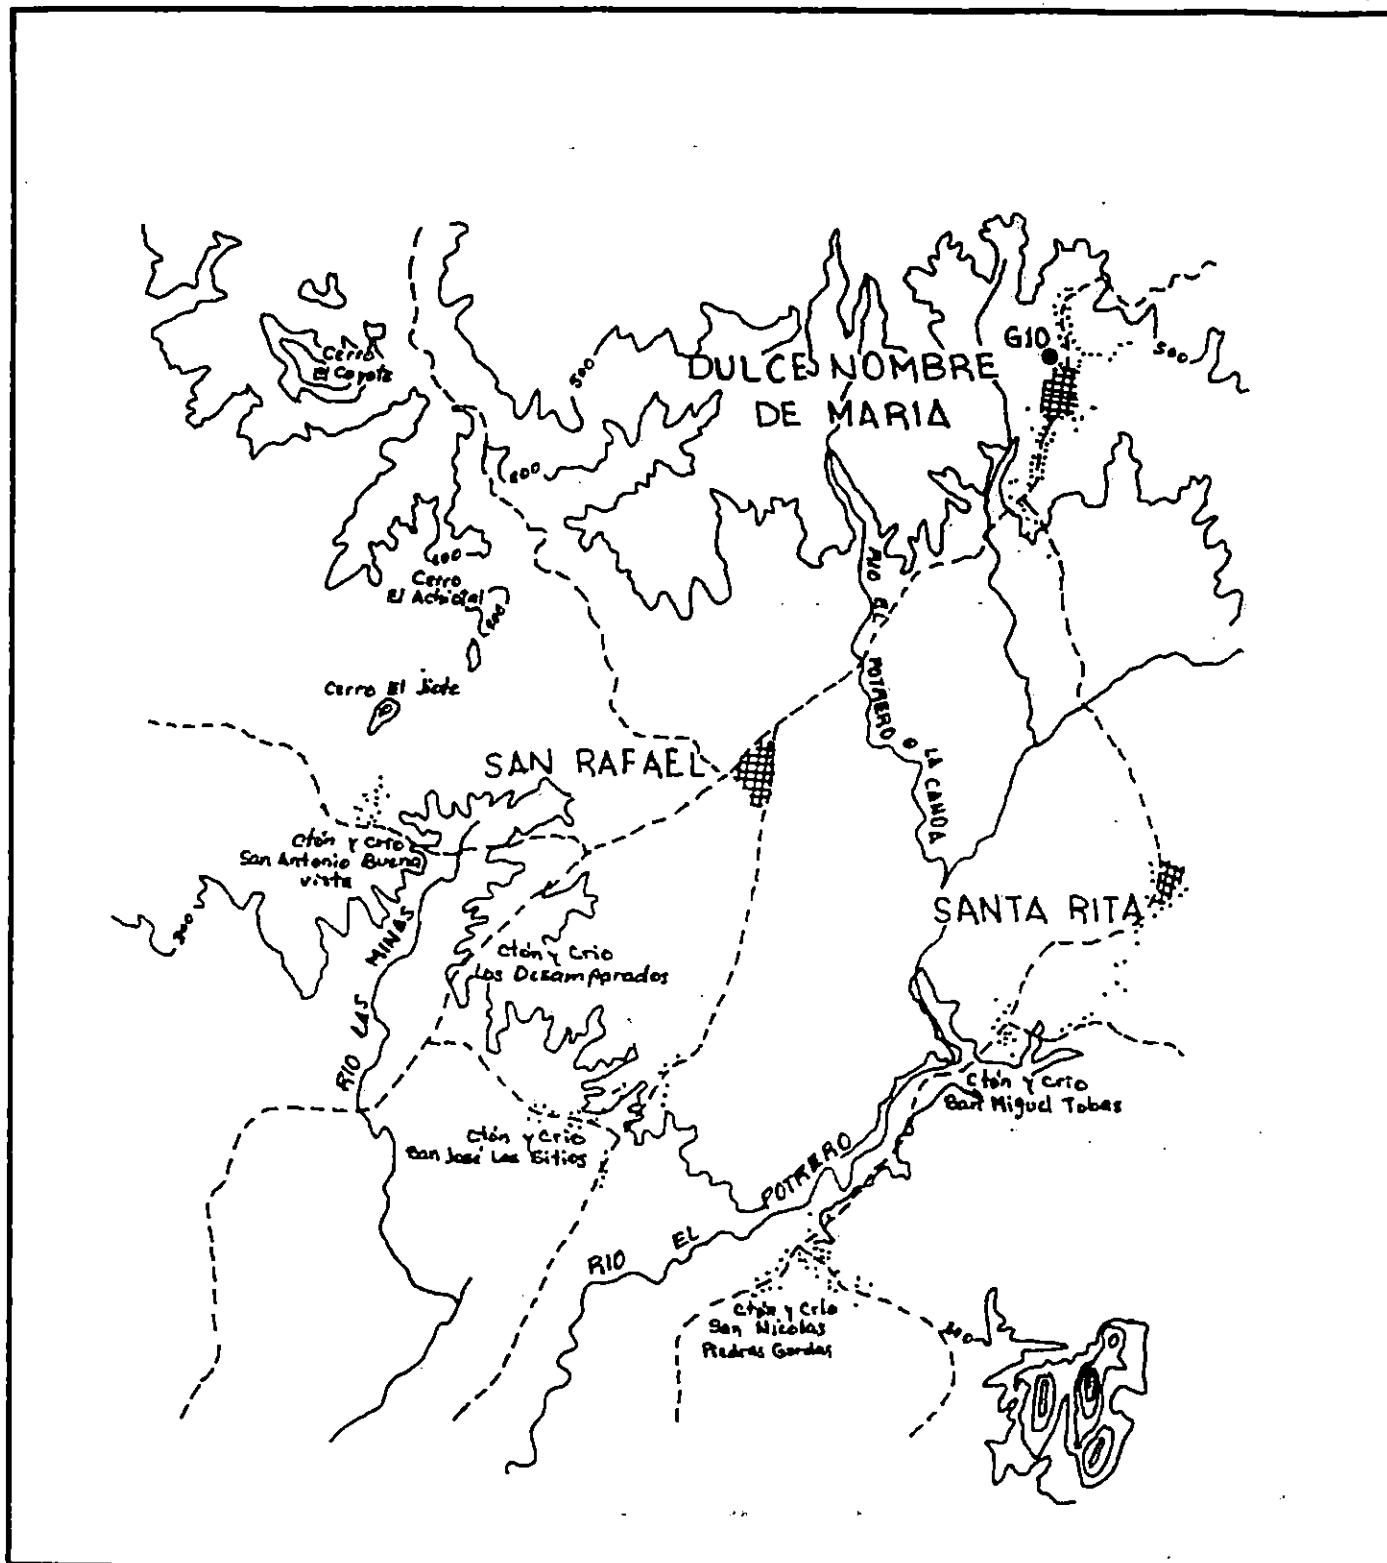 G10
500
500
Cerro
El Coyote
DULCE NOMBRE
DE MARIA
400
Cerro
El Achiotal
RIO EL POTRERO
Cerro El Jiote
SAN RAFAEL
LA CANOA
Ctón y Crío
San Antonio Buena
vista
300
RIO LAS MINAS
SANTA RITA
Ctón y Crío
Los Desamparados
Ctón y Crío
San Miguel Tobas
Ctón y Crío
San José Los Sitios
RIO EL POTRERO
Ctón y Crío
San Nicolas
Piedras Gordas